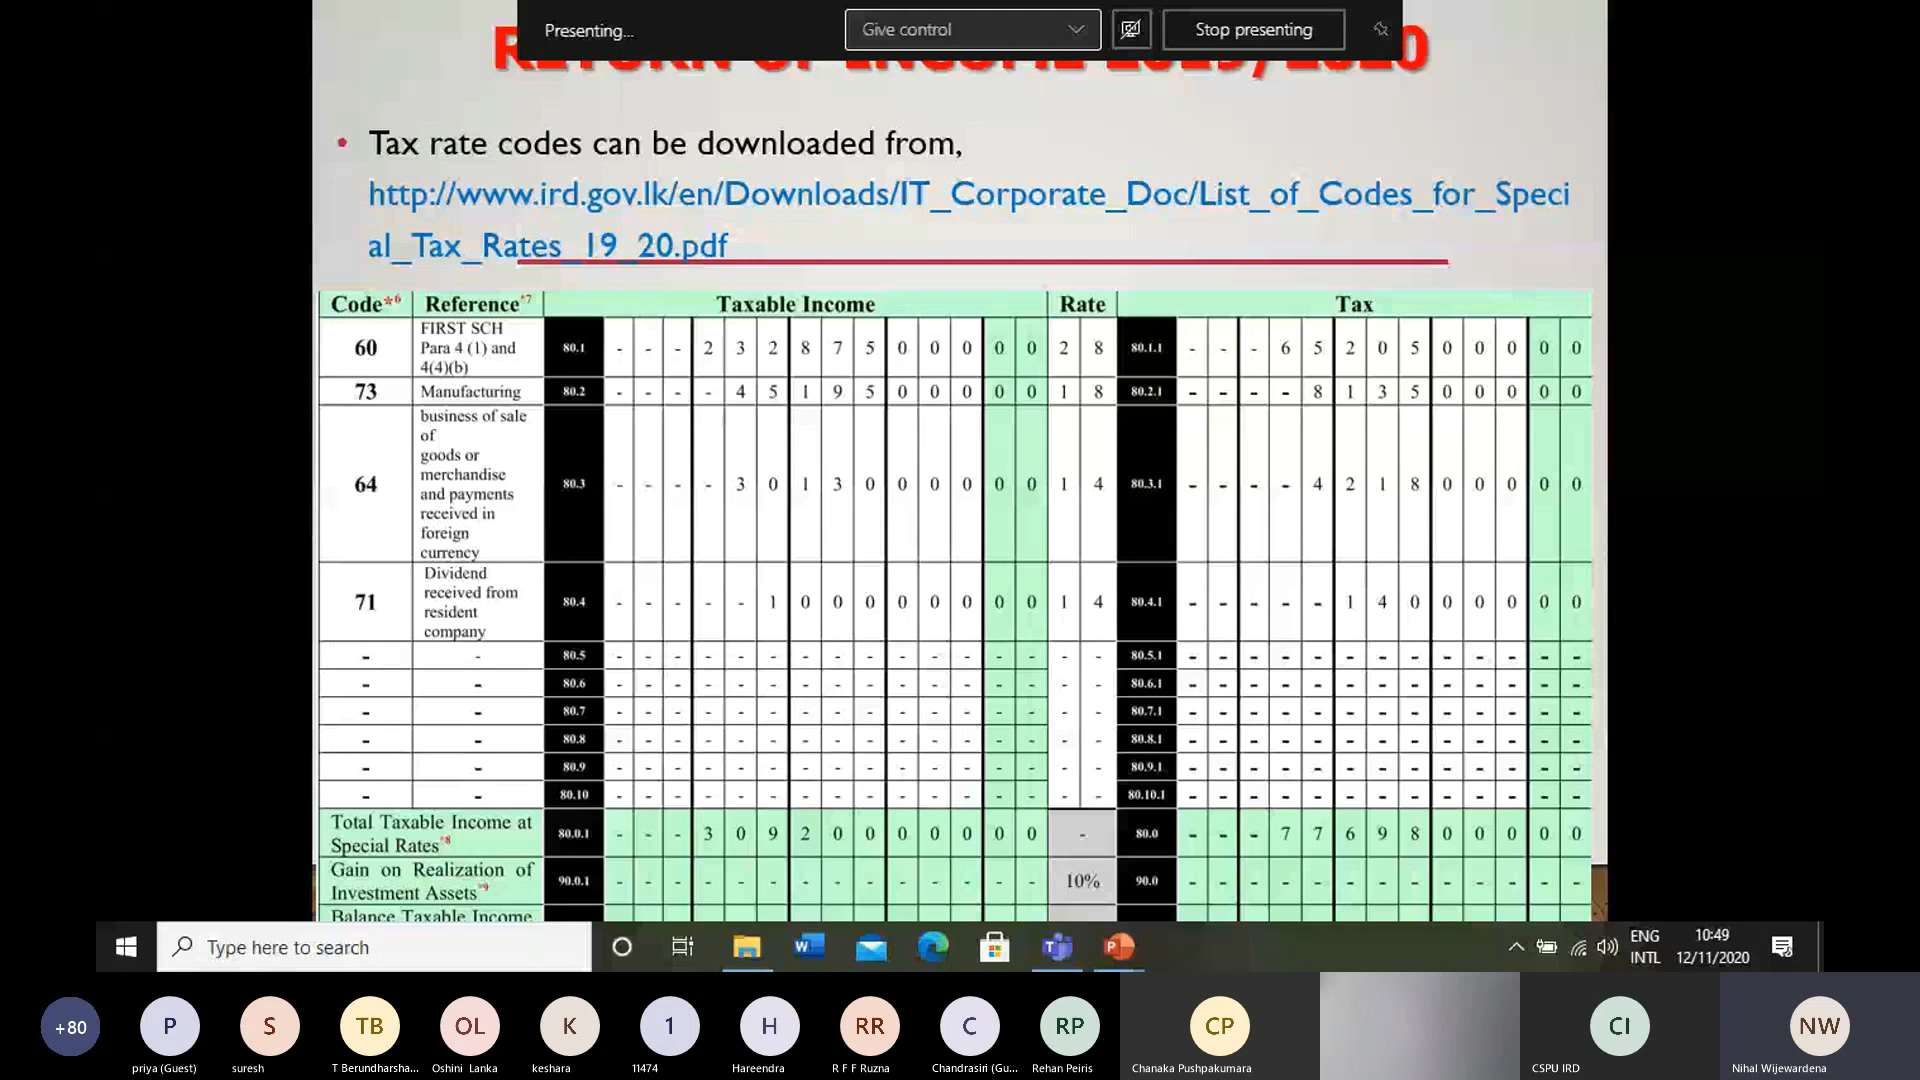 Presenting...
Give control
Stop presenting
RETURN OF INCOME 2019/2020
• Tax rate codes can be downloaded from,
http://www.ird.gov.lk/en/Downloads/IT_Corporate_Doc/List_of_Codes_for_Speci
al_Tax_Rates_19_20.pdf
Code*6 Reference*7 Taxable Income Rate Tax
60 FIRST SCH Para 4 (1) and 4(4)(b) 80.1 - - - 2 3 2 8 7 5 0 0 0 0 0 2 8 80.1.1 - - - 6 5 2 0 5 0 0 0 0 0
73 Manufacturing 80.2 - - - - 4 5 1 9 5 0 0 0 0 0 1 8 80.2.1 - - - - 8 1 3 5 0 0 0 0 0
64 business of sale of goods or merchandise and payments received in foreign currency 80.3 - - - - 3 0 1 3 0 0 0 0 0 0 1 4 80.3.1 - - - - 4 2 1 8 0 0 0 0 0
71 Dividend received from resident company 80.4 - - - - - 1 0 0 0 0 0 0 0 0 1 4 80.4.1 - - - - - 1 4 0 0 0 0 0 0
- - 80.5 - - - - - - - - - - - - - - - - 80.5.1 - - - - - - - - - - - - -
- - 80.6 - - - - - - - - - - - - - - - - 80.6.1 - - - - - - - - - - - - -
- - 80.7 - - - - - - - - - - - - - - - - 80.7.1 - - - - - - - - - - - - -
- - 80.8 - - - - - - - - - - - - - - - - 80.8.1 - - - - - - - - - - - - -
- - 80.9 - - - - - - - - - - - - - - - - 80.9.1 - - - - - - - - - - - - -
- - 80.10 - - - - - - - - - - - - - - - - 80.10.1 - - - - - - - - - - - - -
Total Taxable Income at Special Rates*8 80.0.1 - - - 3 0 9 2 0 0 0 0 0 0 0 - 80.0 - - - 7 7 6 9 8 0 0 0 0 0
Gain on Realization of Investment Assets*9 90.0.1 - - - - - - - - - - - - - - 10% 90.0 - - - - - - - - - - - - -
Balance Taxable Income
Type here to search
ENG
INTL
10:49
12/11/2020
+80
P
S
TB
OL
K
1
H
RR
C
RP
CP
CI
NW
priya (Guest)
suresh
T Berundharsha...
Oshini Lanka
keshara
11474
Hareendra
R F F Ruzna
Chandrasiri (Gu...
Rehan Peiris
Chanaka Pushpakumara
CSPU IRD
Nihal Wijewardena